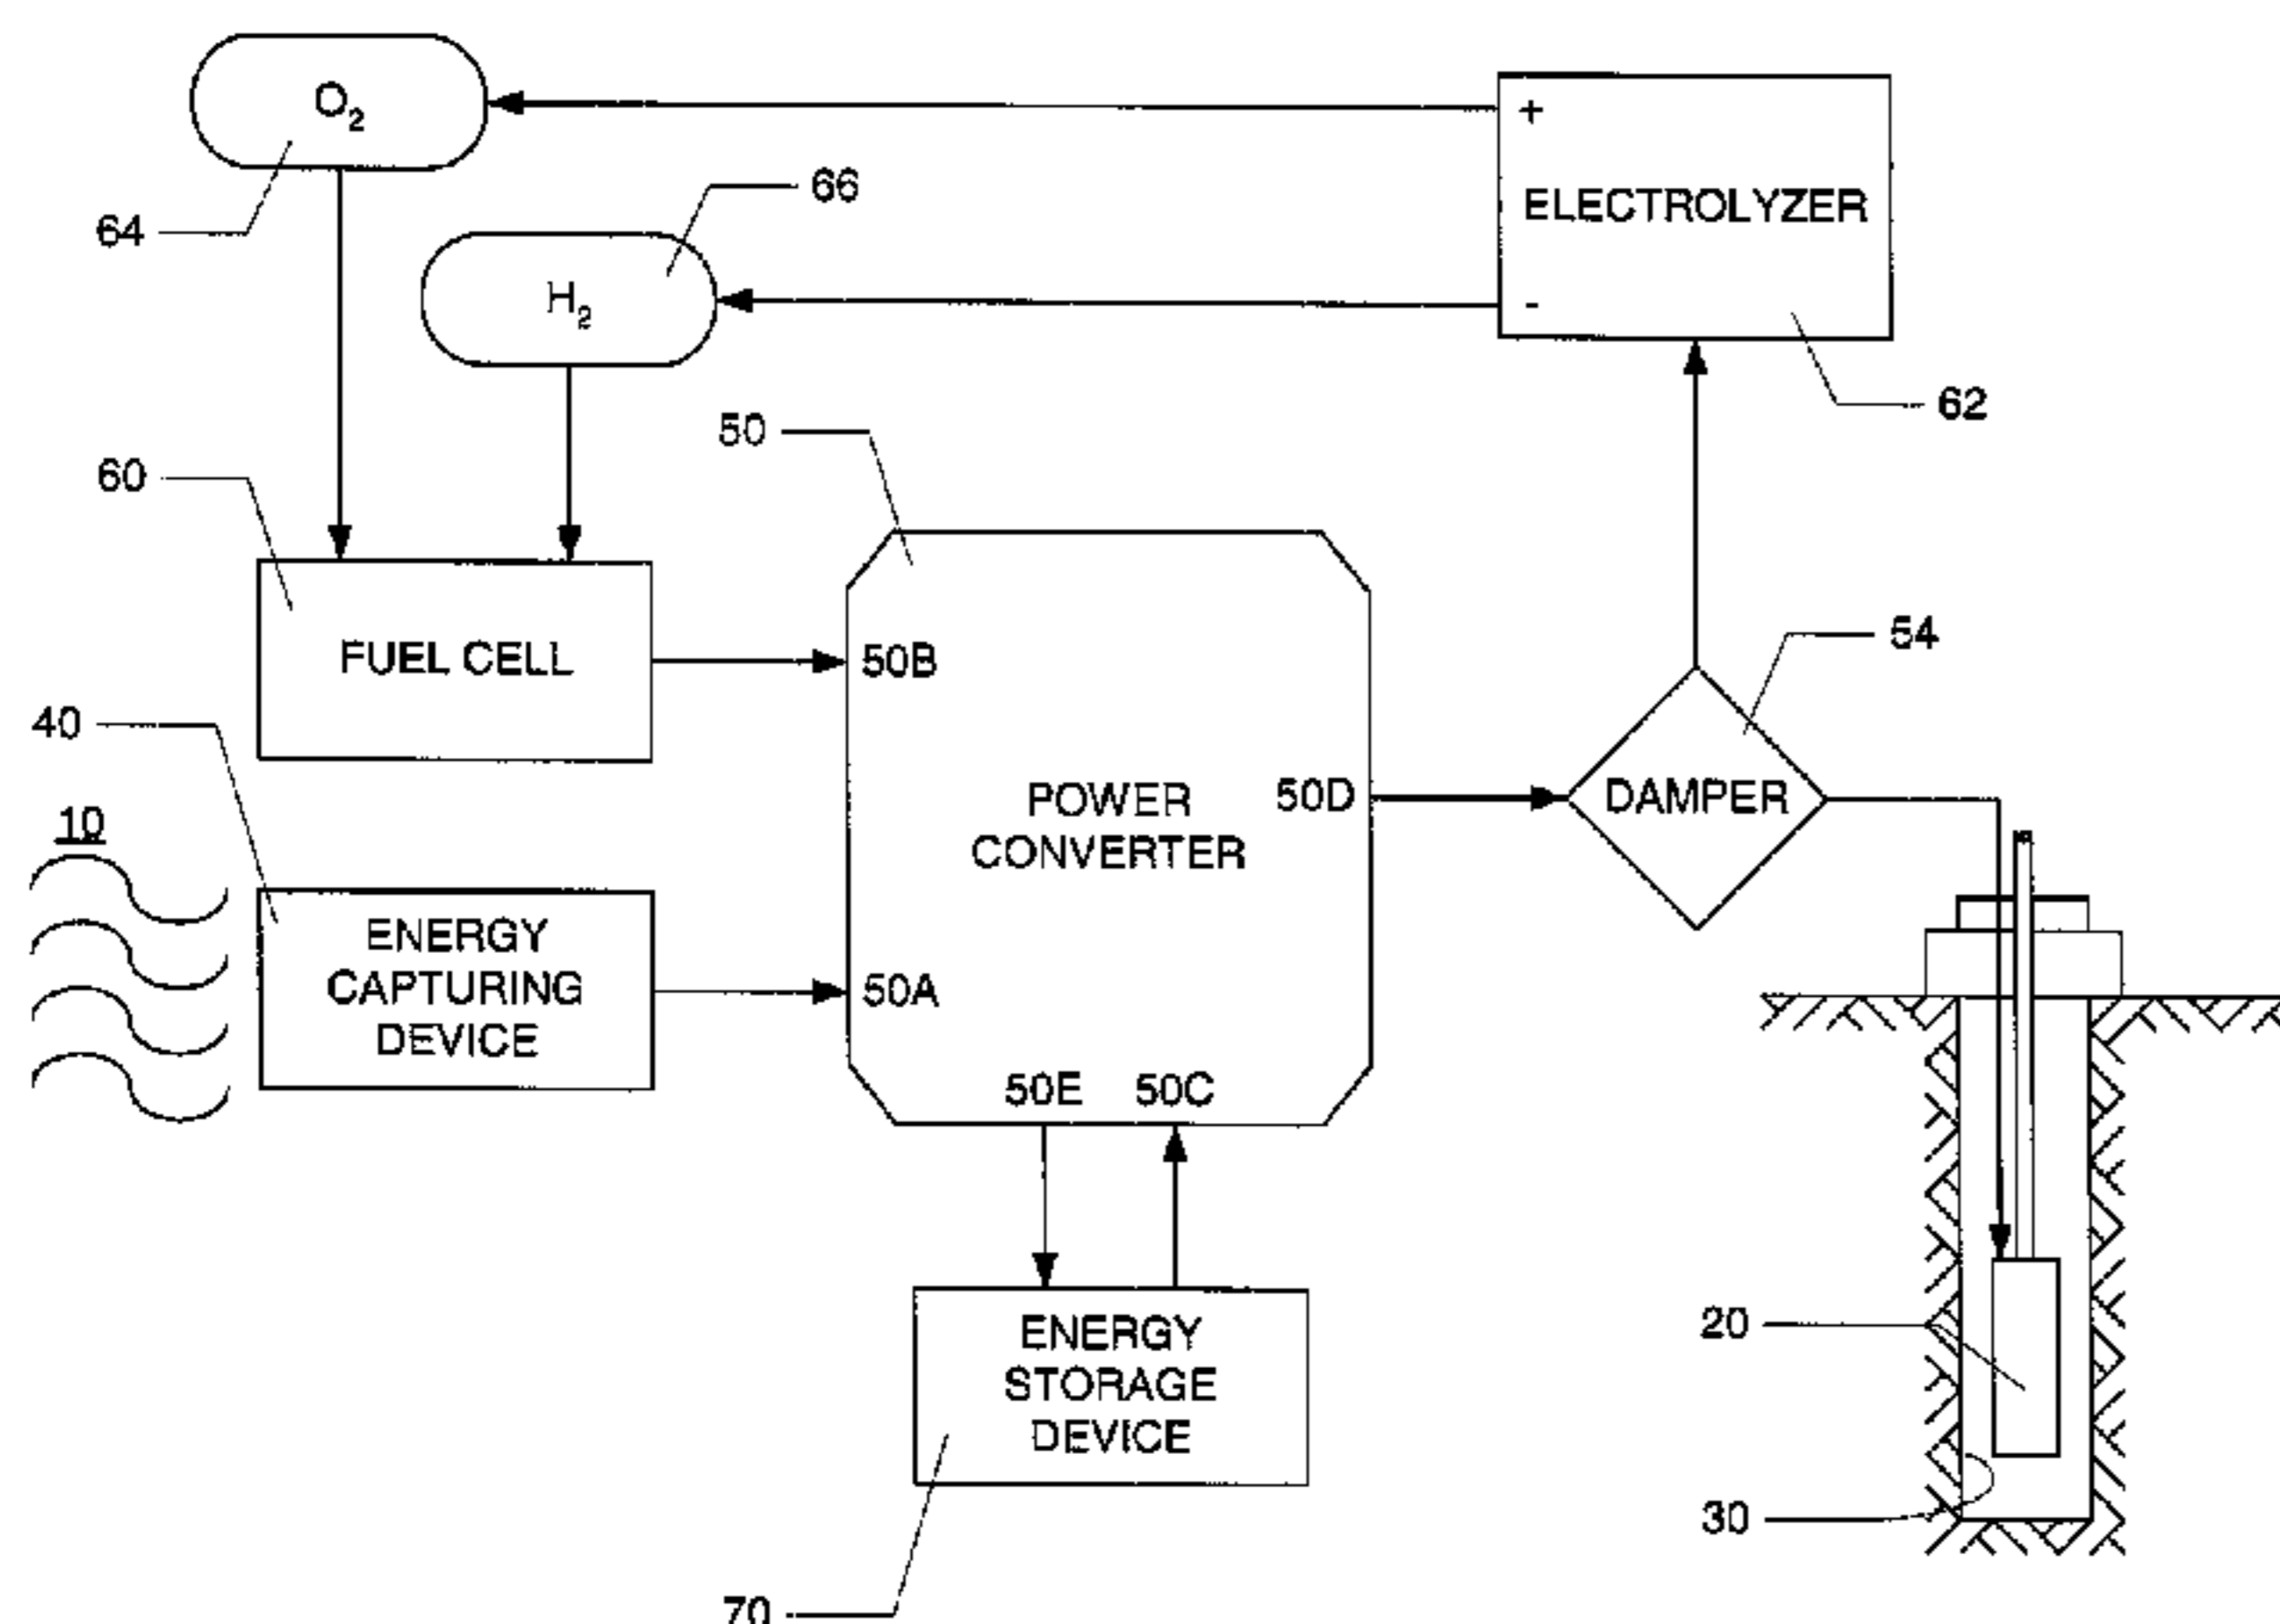 O2
+
66
ELECTROLYZER
64
H2
-
62
50
60
54
FUEL CELL
50B
40
10
POWER
CONVERTER
50D
DAMPER
ENERGY
CAPTURING
DEVICE
50A
50E
50C
20
ENERGY
STORAGE
DEVICE
30
70